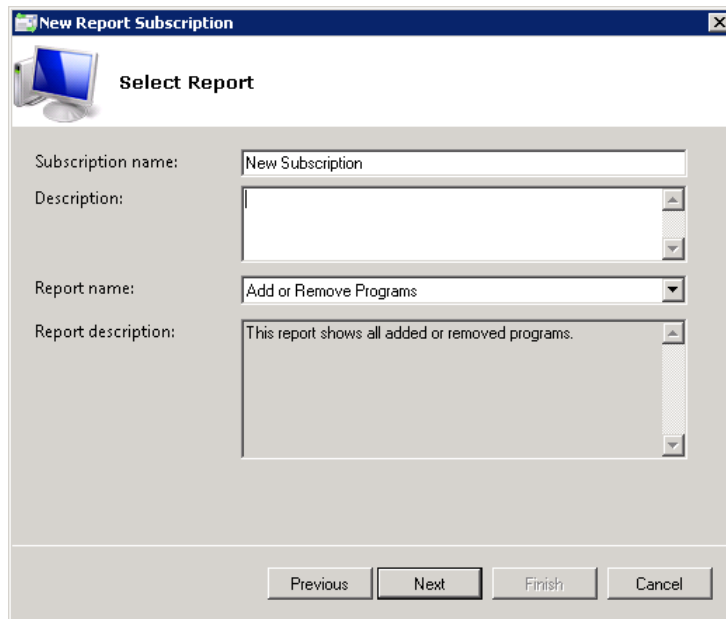 New Report Subscription
Select Report
Subscription name: New Subscription
Description:
Report name: Add or Remove Programs
Report description: This report shows all added or removed programs.
Previous Next Finish Cancel